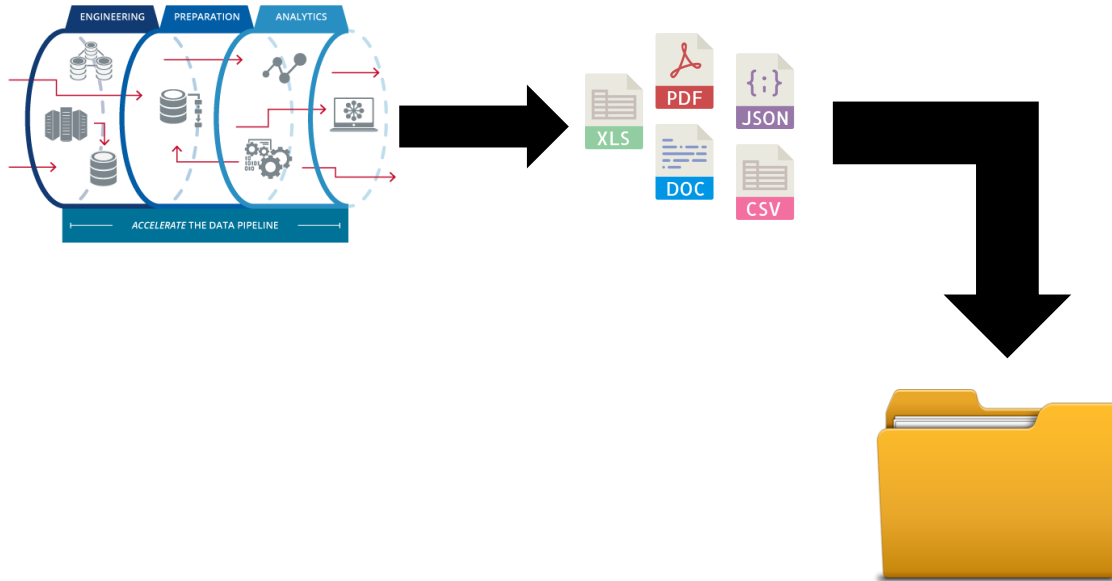 ENGINEERING
PREPARATION
ANALYTICS
ACCELERATE THE DATA PIPELINE
XLS
PDF
DOC
{;}
JSON
CSV